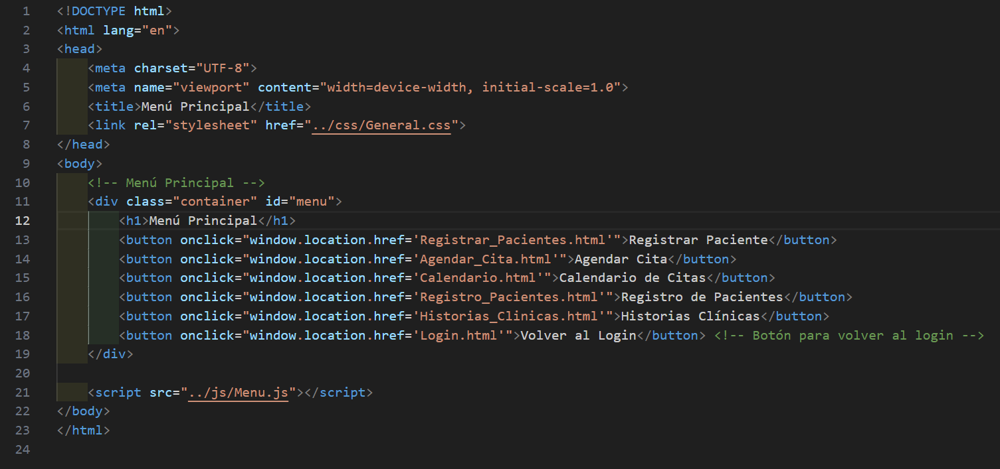 1 <!DOCTYPE html>
2 <html lang="en">
3 <head>
4     <meta charset="UTF-8">
5     <meta name="viewport" content="width=device-width, initial-scale=1.0">
6     <title>Menú Principal</title>
7     <link rel="stylesheet" href="../css/General.css">
8 </head>
9 <body>
10     <!-- Menú Principal -->
11     <div class="container" id="menu">
12         <h1>Menú Principal</h1>
13         <button onclick="window.location.href='Registrar_Pacientes.html'">Registrar Paciente</button>
14         <button onclick="window.location.href='Agendar_Cita.html'">Agendar Cita</button>
15         <button onclick="window.location.href='Calendario.html'">Calendario de Citas</button>
16         <button onclick="window.location.href='Registro_Pacientes.html'">Registro de Pacientes</button>
17         <button onclick="window.location.href='Historias_Clinicas.html'">Historias Clínicas</button>
18         <button onclick="window.location.href='Login.html'">Volver al Login</button> <!-- Botón para volver al login -->
19     </div>
20
21     <script src="../js/Menu.js"></script>
22 </body>
23 </html>
24